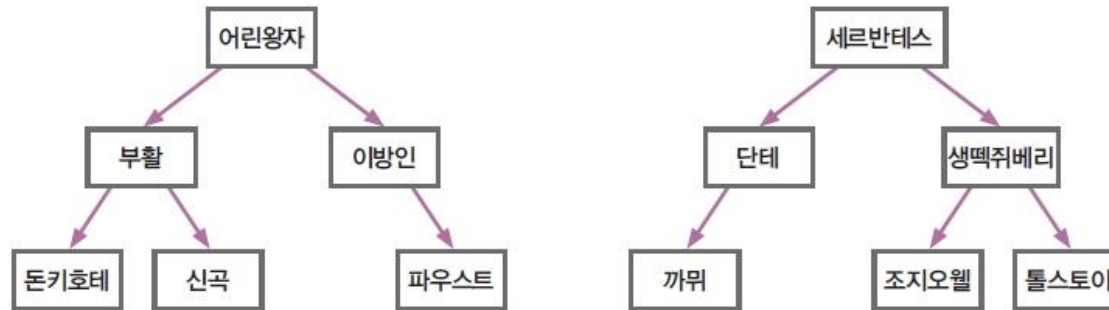 어린왕자 세르반테스
부활 이방인 단테 생떽쥐베리
돈키호테 신곡 파우스트 까뮈 조지오웰 톨스토이